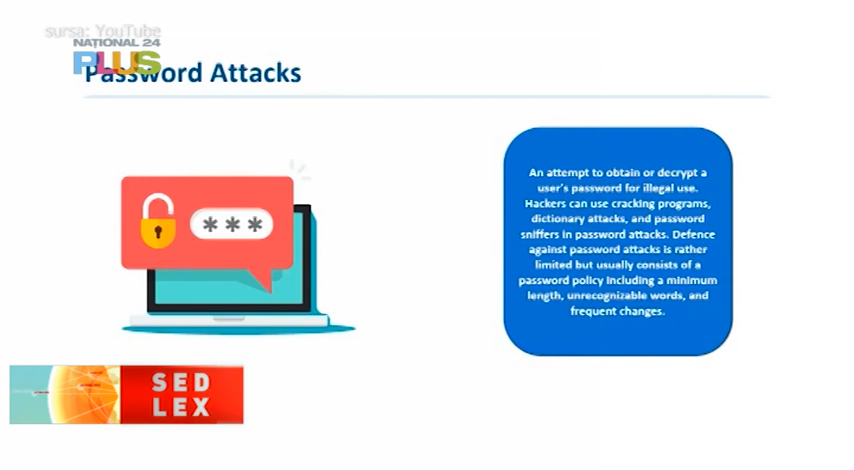 sursa: YouTube
NAȚIONAL 24
PLUS
Password Attacks
***
An attempt to obtain or decrypt a
user's password for illegal use.
Hackers can use cracking programs,
dictionary attacks, and password
sniffers in password attacks. Defence
against password attacks is rather
limited but usually consists of a
password policy including a minimum
length, unrecognizable words, and
frequent changes.
SED
LEX